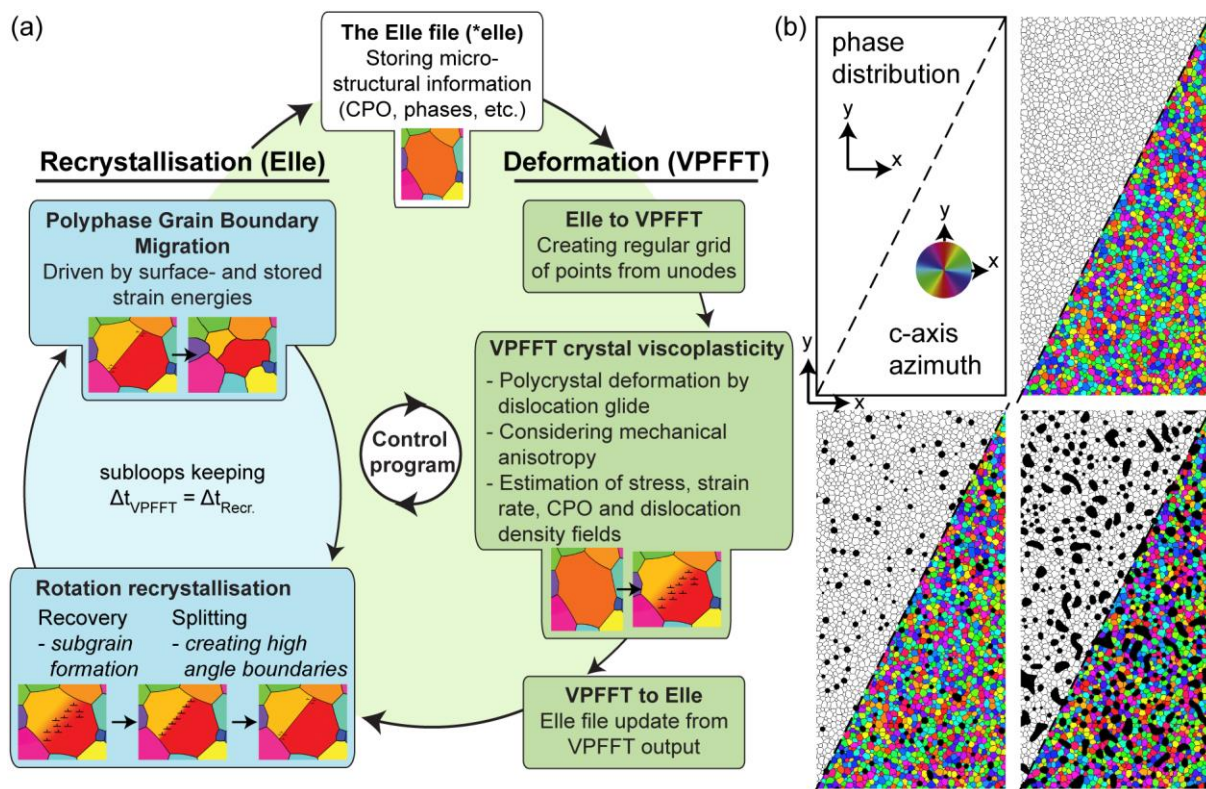 (a)
The Elle file (*elle)
Storing micro-
structural information
(CPO, phases, etc.)
Recrystallisation (Elle)
Deformation (VPFFT)
Polyphase Grain Boundary
Migration
Driven by surface- and stored
strain energies
Elle to VPFFT
Creating regular grid
of points from unodes
VPFFT crystal viscoplasticity
- Polycrystal deformation by
dislocation glide
- Considering mechanical
anisotropy
- Estimation of stress, strain
rate, CPO and dislocation
density fields
Control
program
subloops keeping
Δt_VPFFT = Δt_Recr.
Rotation recrystallisation
Recovery
- subgrain
formation
Splitting
- creating high
angle boundaries
VPFFT to Elle
Elle file update from
VPFFT output
(b)
phase
distribution
y
x
y
x
c-axis
azimuth
y
x